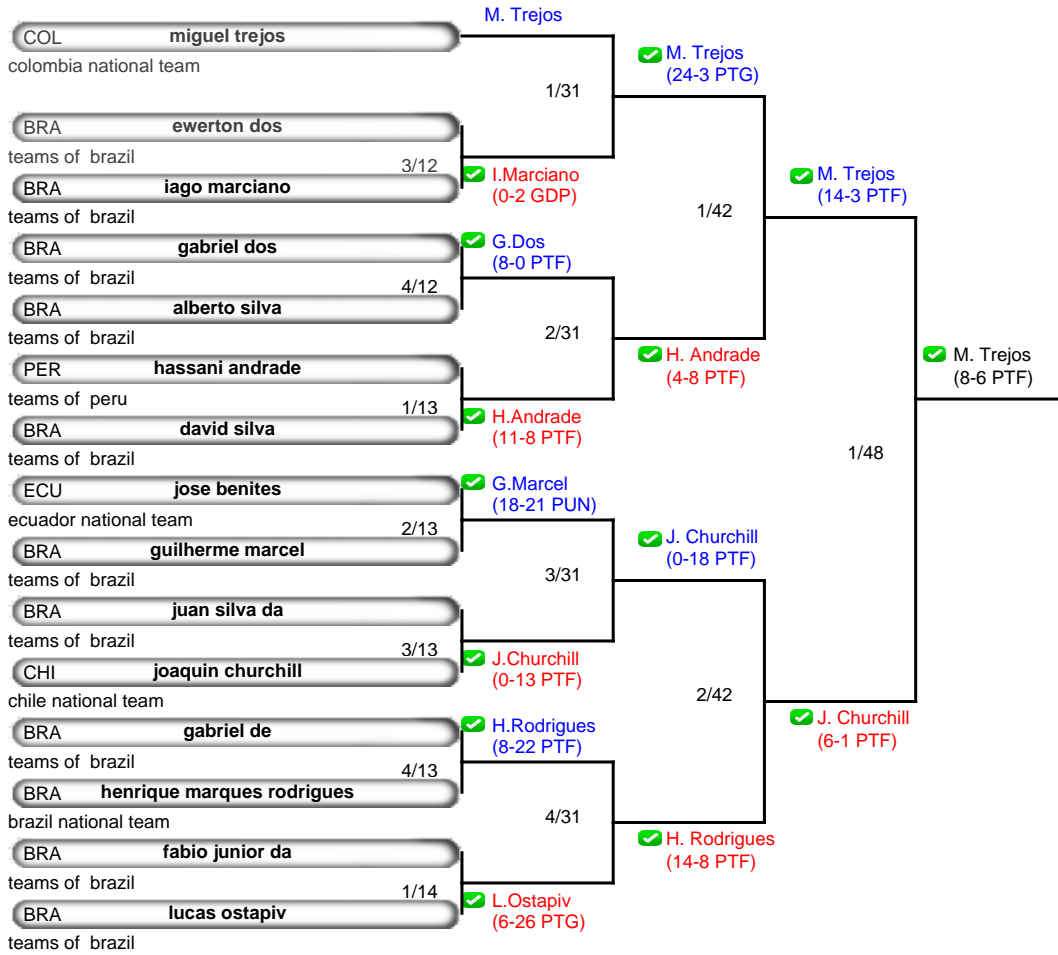 M. Trejos
COL miguel trejos
colombia national team
M. Trejos
(24-3 PTG)
1/31
BRA ewerton dos
teams of brazil
3/12
I.Marciano
(0-2 GDP)
BRA iago marciano
teams of brazil
M. Trejos
(14-3 PTF)
1/42
BRA gabriel dos
teams of brazil
G.Dos
(8-0 PTF)
4/12
BRA alberto silva
teams of brazil
2/31
PER hassani andrade
teams of peru
H. Andrade
(4-8 PTF)
M. Trejos
(8-6 PTF)
1/13
H.Andrade
(11-8 PTF)
BRA david silva
teams of brazil
1/48
ECU jose benites
ecuador national team
G.Marcel
(18-21 PUN)
2/13
BRA guilherme marcel
teams of brazil
J. Churchill
(0-18 PTF)
3/31
BRA juan silva da
teams of brazil
3/13
J.Churchill
(0-13 PTF)
CHI joaquin churchill
chile national team
2/42
J. Churchill
(6-1 PTF)
BRA gabriel de
teams of brazil
H.Rodrigues
(8-22 PTF)
4/13
BRA henrique marques rodrigues
brazil national team
4/31
H. Rodrigues
(14-8 PTF)
BRA fabio junior da
teams of brazil
1/14
L.Ostapiv
(6-26 PTG)
BRA lucas ostapiv
teams of brazil